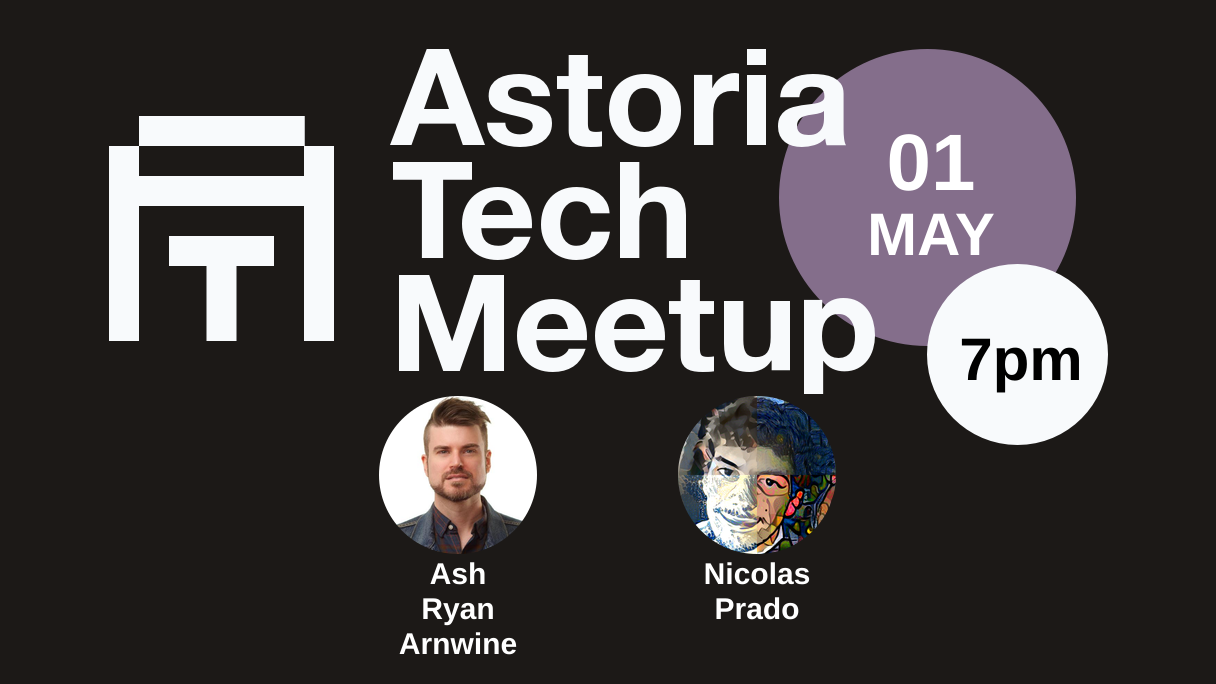 Astoria
Tech
Meetup
01
MAY
7pm
Ash
Ryan
Arnwine
Nicolas
Prado